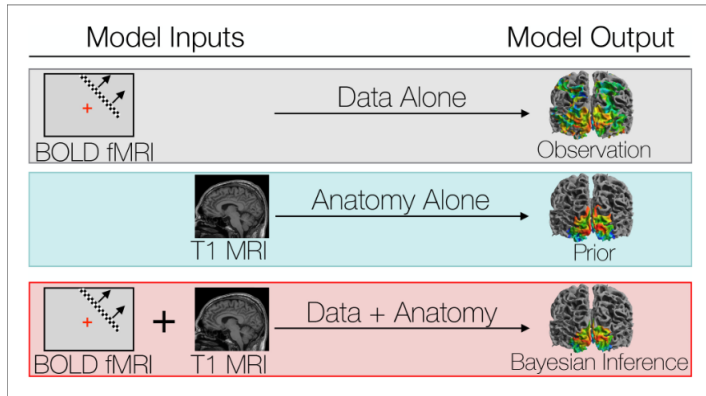 Model Inputs
Model Output
Data Alone
BOLD fMRI
Observation
Anatomy Alone
T1 MRI
Prior
+
Data + Anatomy
BOLD fMRI
T1 MRI
Bayesian Inference